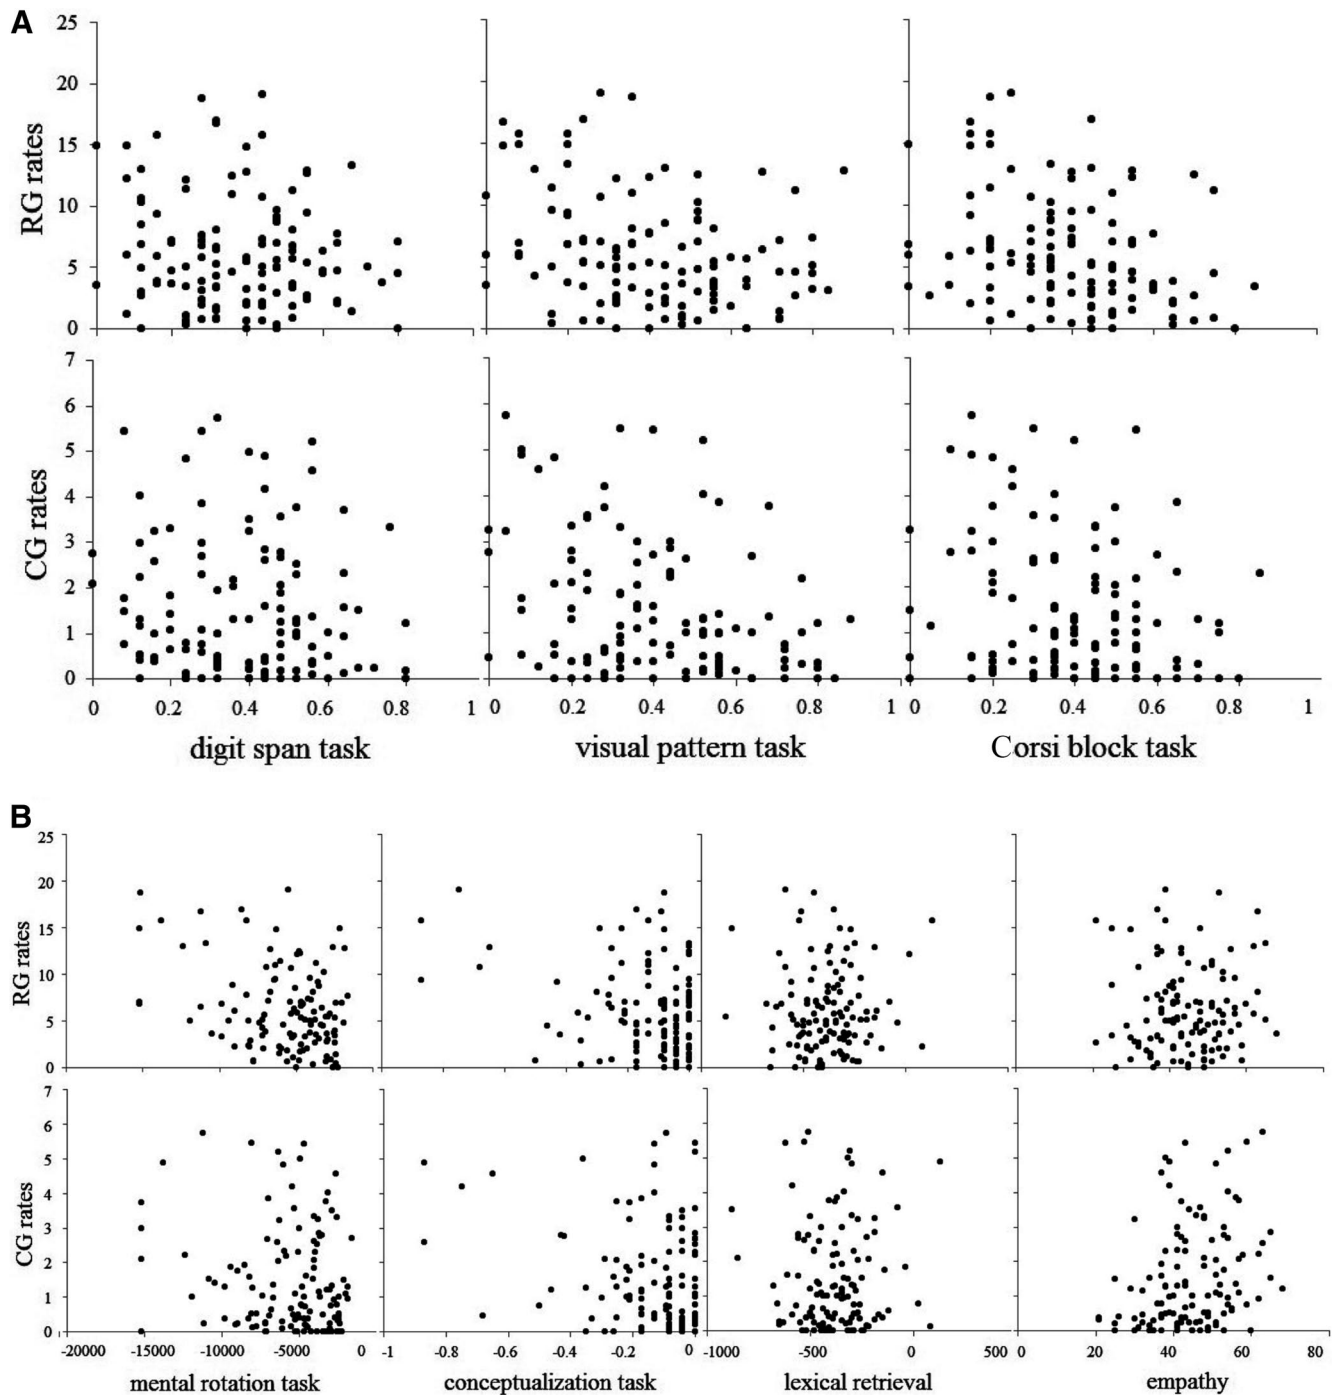 A
25
20
15
10
5
0
RG rates
7
6
5
4
3
2
1
0
CG rates
0 0.2 0.4 0.6 0.8 1 0 0.2 0.4 0.6 0.8 1 0 0.2 0.4 0.6 0.8 1
digit span task visual pattern task Corsi block task
B
25
20
15
10
5
0
RG rates
7
6
5
4
3
2
1
0
CG rates
-20000 -15000 -10000 -5000 0 -1 -0.8 -0.6 -0.4 -0.2 0 -1000 -500 0 500 0 20 40 60 80
mental rotation task conceptualization task lexical retrieval empathy